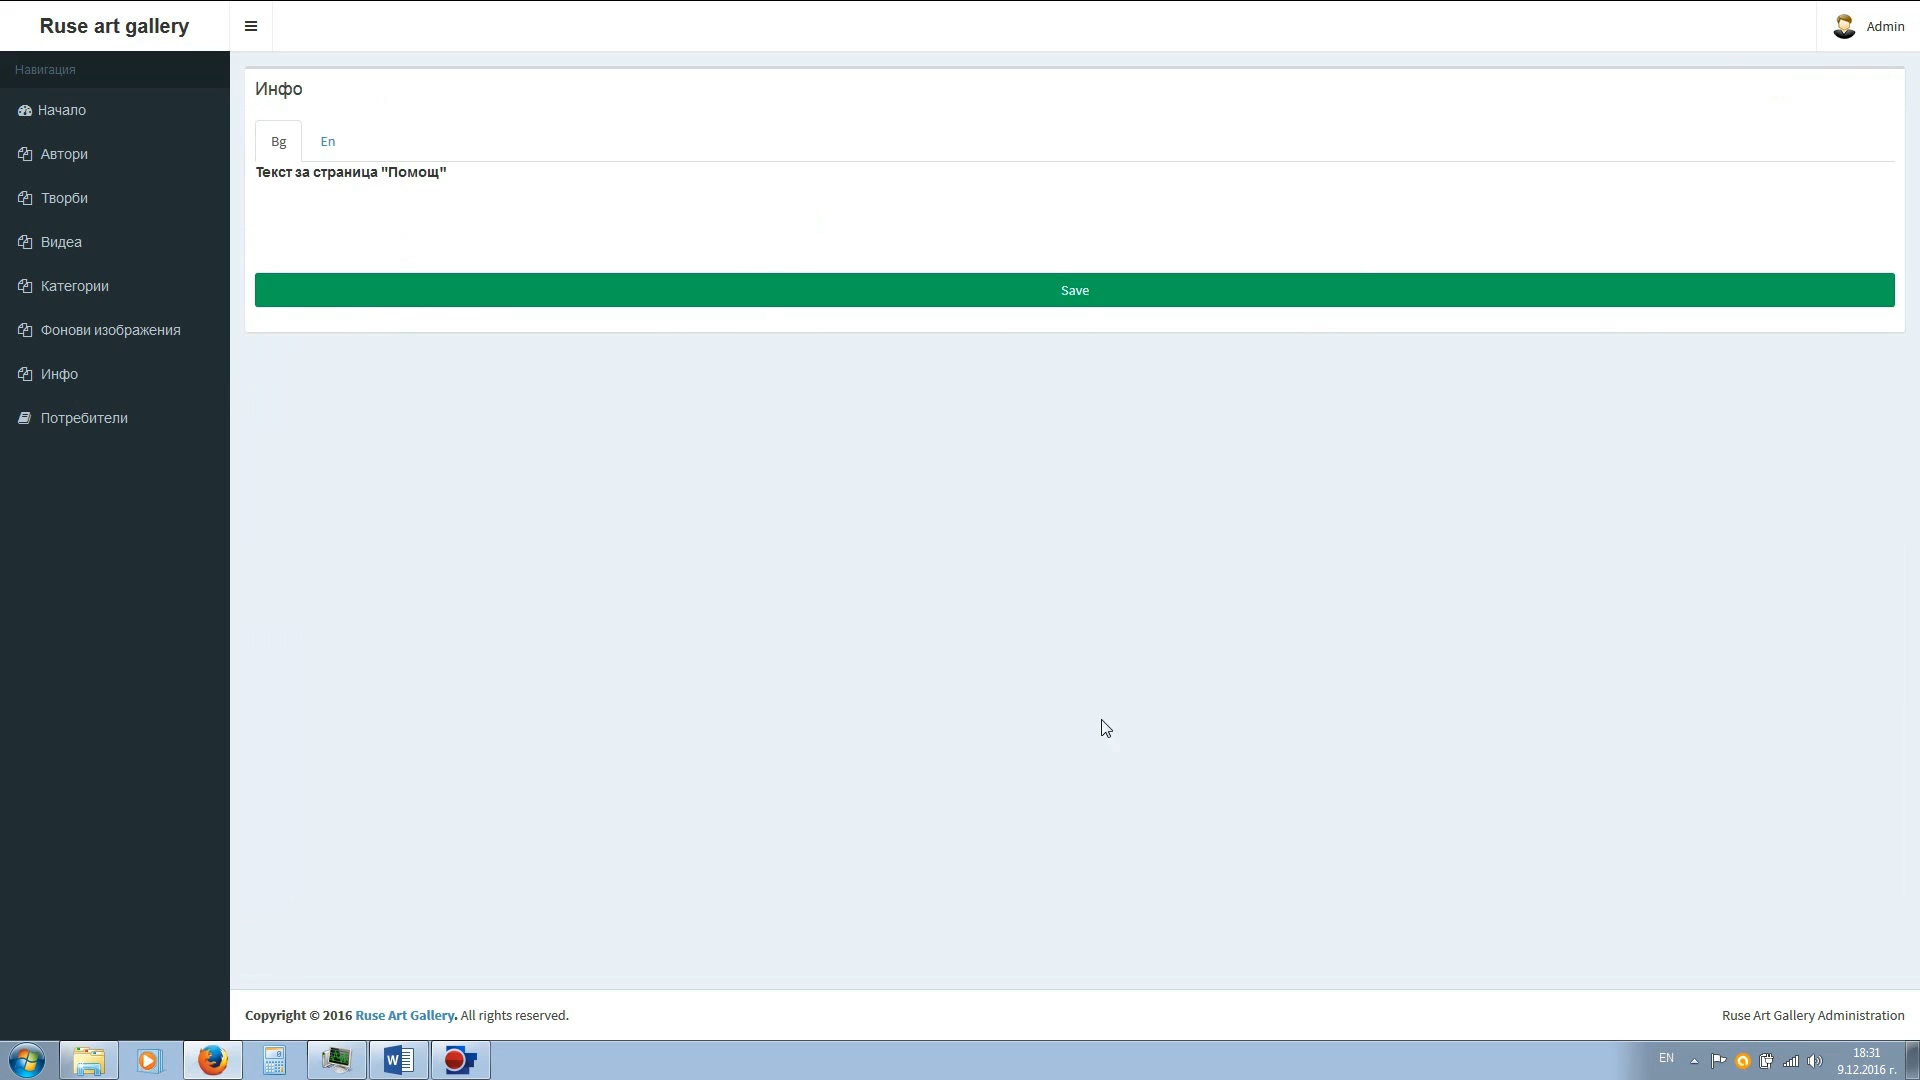 Ruse art gallery
Admin
Навигация
Начало
Автори
Творби
Видеа
Категории
Фонови изображения
Инфо
Потребители
Инфо
Bg En
Текст за страница "Помощ"
Save
Copyright © 2016 Ruse Art Gallery. All rights reserved.
Ruse Art Gallery Administration
EN
18:31
9.12.2016 г.